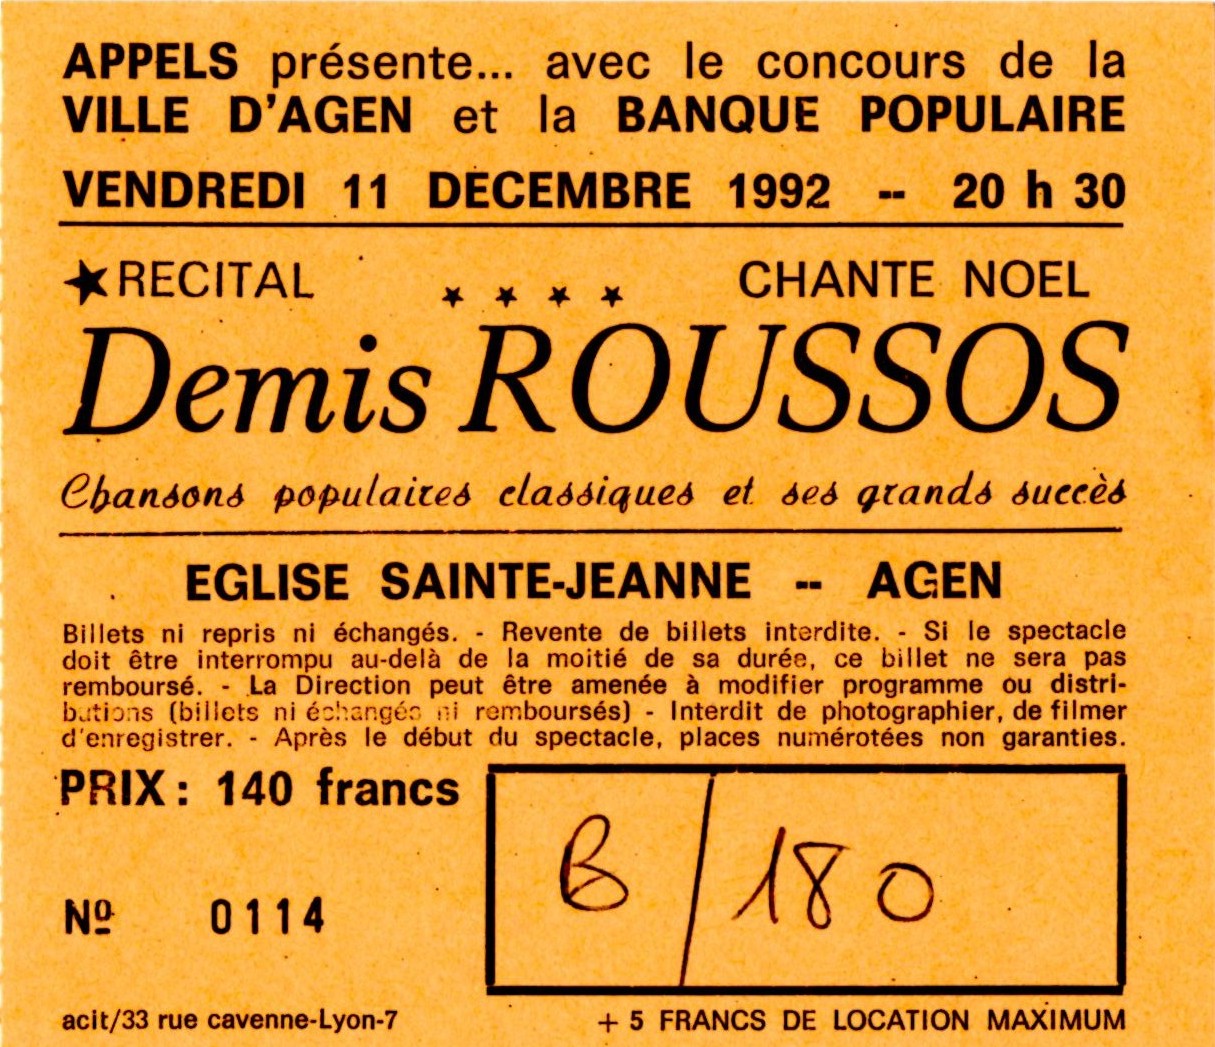 APPELS présente... avec le concours de la
VILLE D'AGEN et la BANQUE POPULAIRE
VENDREDI 11 DECEMBRE 1992 -- 20 h 30
★RECITAL ★ ★ ★ ★ CHANTE NOEL
Demis ROUSSOS
Chansons populaires classiques et ses grands succès
EGLISE SAINTE-JEANNE -- AGEN
Billets ni repris ni échangés. - Revente de billets interdite. - Si le spectacle
doit être interrompu au-delà de la moitié de sa durée, ce billet ne sera pas
remboursé. - La Direction peut être amenée à modifier programme ou distri-
butions (billets ni échangés ni remboursés) - Interdit de photographier, de filmer
d'enregistrer. - Après le début du spectacle, places numérotées non garanties.
PRIX : 140 francs
B / 180
Nº 0114
acit/33 rue cavenne-Lyon-7
+ 5 FRANCS DE LOCATION MAXIMUM